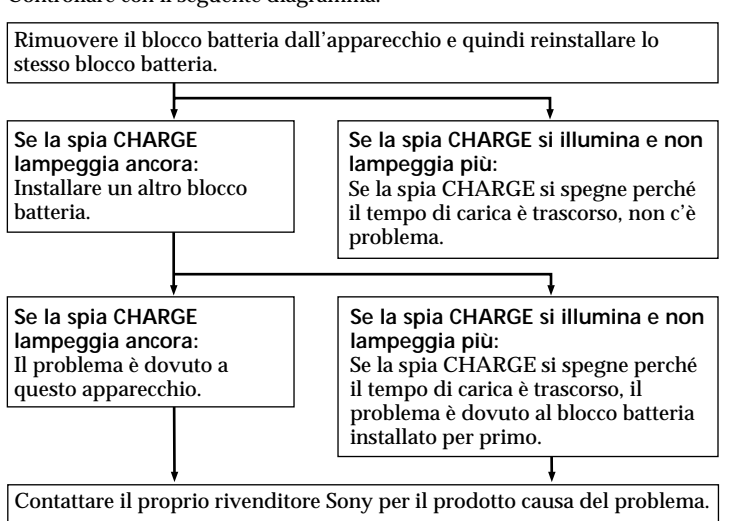 Controllare con il seguente diagramma.
Rimuovere il blocco batteria dall'apparecchio e quindi reinstallare lo
stesso blocco batteria.
Se la spia CHARGE
lampeggia ancora:
Installare un altro blocco
batteria.
Se la spia CHARGE si illumina e non
lampeggia più:
Se la spia CHARGE si spegne perché
il tempo di carica è trascorso, non c'è
problema.
Se la spia CHARGE
lampeggia ancora:
Il problema è dovuto a
questo apparecchio.
Se la spia CHARGE si illumina e non
lampeggia più:
Se la spia CHARGE si spegne perché
il tempo di carica è trascorso, il
problema è dovuto al blocco batteria
installato per primo.
Contattare il proprio rivenditore Sony per il prodotto causa del problema.